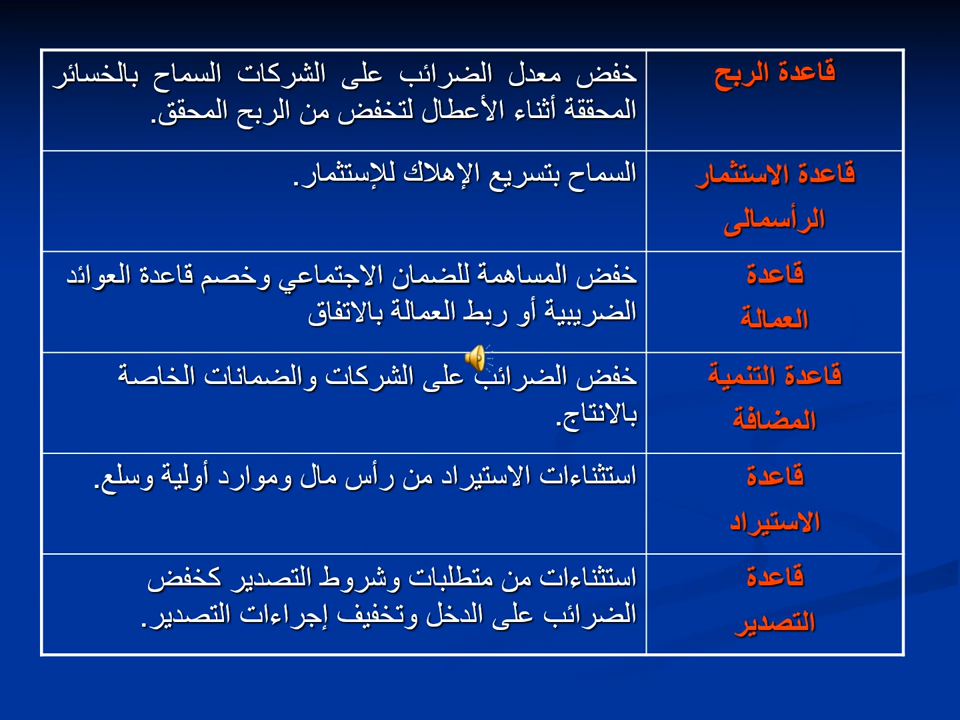 قاعدة الربح
خفض معدل الضرائب على الشركات السماح بالخسائر
المحققة أثناء الأعطال لتخفض من الربح المحقق.
قاعدة الاستثمار
الرأسمالى
السماح بتسريع الإهلاك للإستثمار.
قاعدة
العمالة
خفض المساهمة للضمان الاجتماعي وخصم قاعدة العوائد
الضريبية أو ربط العمالة بالاتفاق
قاعدة التنمية
المضافة
خفض الضرائب على الشركات والضمانات الخاصة
بالانتاج.
قاعدة
الاستيراد
استثناءات الاستيراد من رأس مال وموارد أولية وسلع.
قاعدة
التصدير
استثناءات من متطلبات وشروط التصدير كخفض
الضرائب على الدخل وتخفيف إجراءات التصدير.